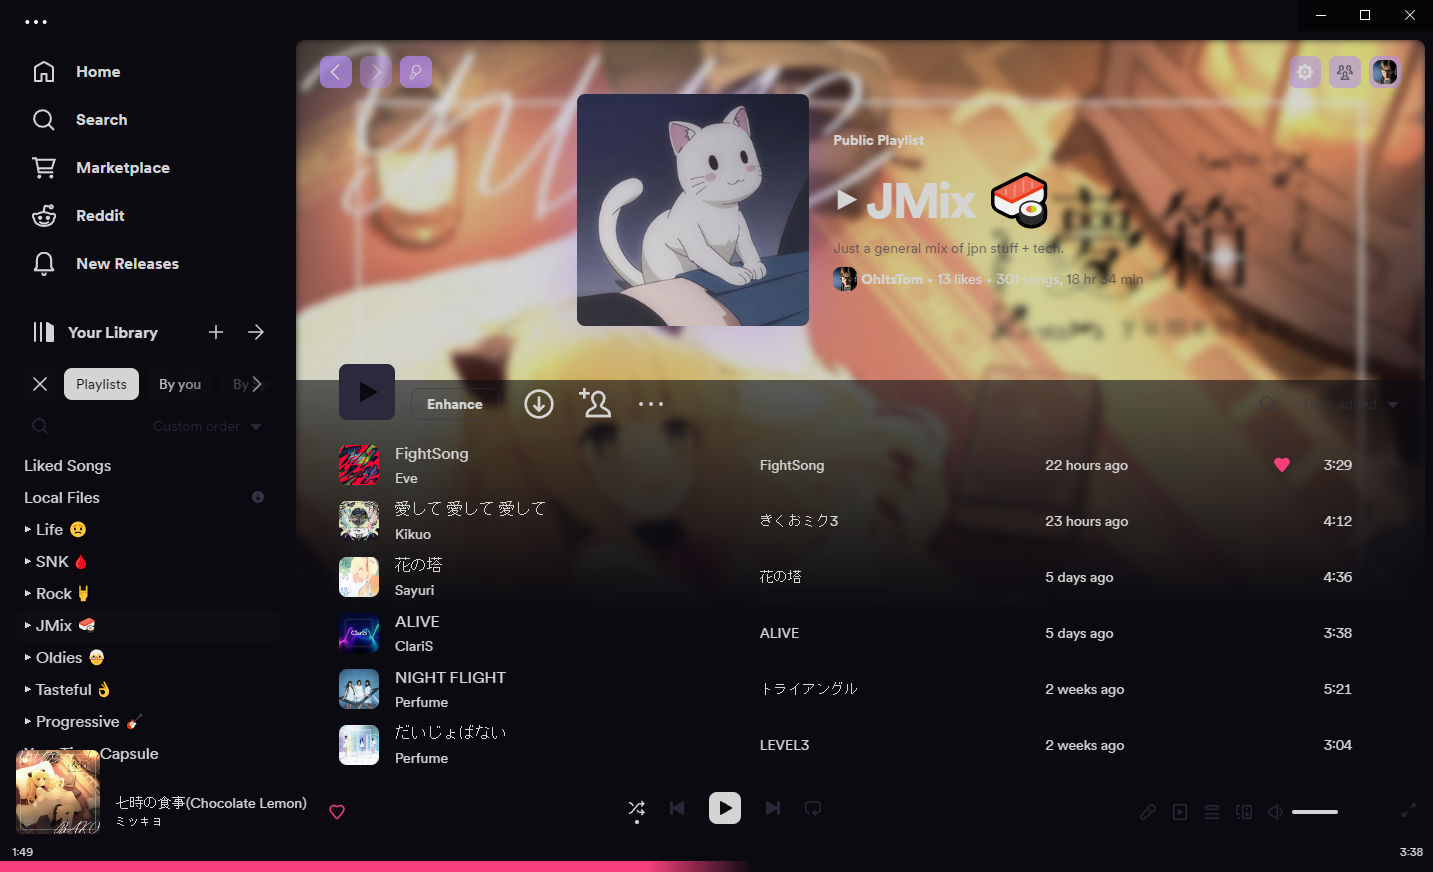 Home
Search
Marketplace
Reddit
New Releases
Your Library
Playlists
By you
By
Custom order
Liked Songs
Local Files
Life
SNK
Rock
JMix
Oldies
Tasteful
Progressive
Capsule
Public Playlist
JMix
Just a general mix of jpn stuff + tech.
OhItsTom • 13 likes • 301 songs, 18 hr 34 min
Enhance
Date added
FightSong
Eve
FightSong
22 hours ago
3:29
愛して 愛して 愛して
Kikuo
きくおミク3
23 hours ago
4:12
花の塔
Sayuri
花の塔
5 days ago
4:36
ALIVE
ClariS
ALIVE
5 days ago
3:38
NIGHT FLIGHT
Perfume
トライアングル
2 weeks ago
5:21
だいじょばない
Perfume
LEVEL3
2 weeks ago
3:04
七時の食事(Chocolate Lemon)
ミツキヨ
1:49
3:38